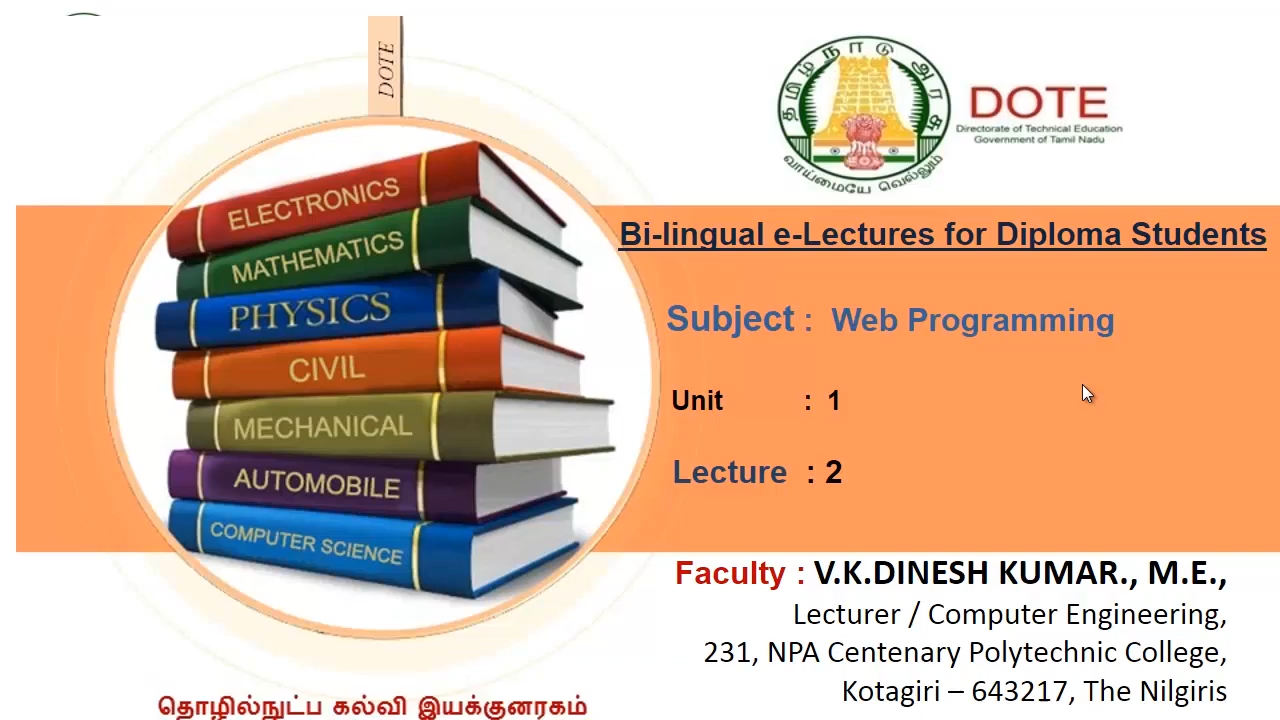 DOTE
தமிழ்நாடு அரசு
வாய்மையே வெல்லும்
DOTE
Directorate of Technical Education
Government of Tamil Nadu
ELECTRONICS
MATHEMATICS
PHYSICS
CIVIL
MECHANICAL
AUTOMOBILE
COMPUTER SCIENCE
Bi-lingual e-Lectures for Diploma Students
Subject : Web Programming
Unit : 1
Lecture : 2
Faculty : V.K.DINESH KUMAR., M.E.,
Lecturer / Computer Engineering,
231, NPA Centenary Polytechnic College,
Kotagiri – 643217, The Nilgiris
தொழில்நுட்ப கல்வி இயக்குனரகம்